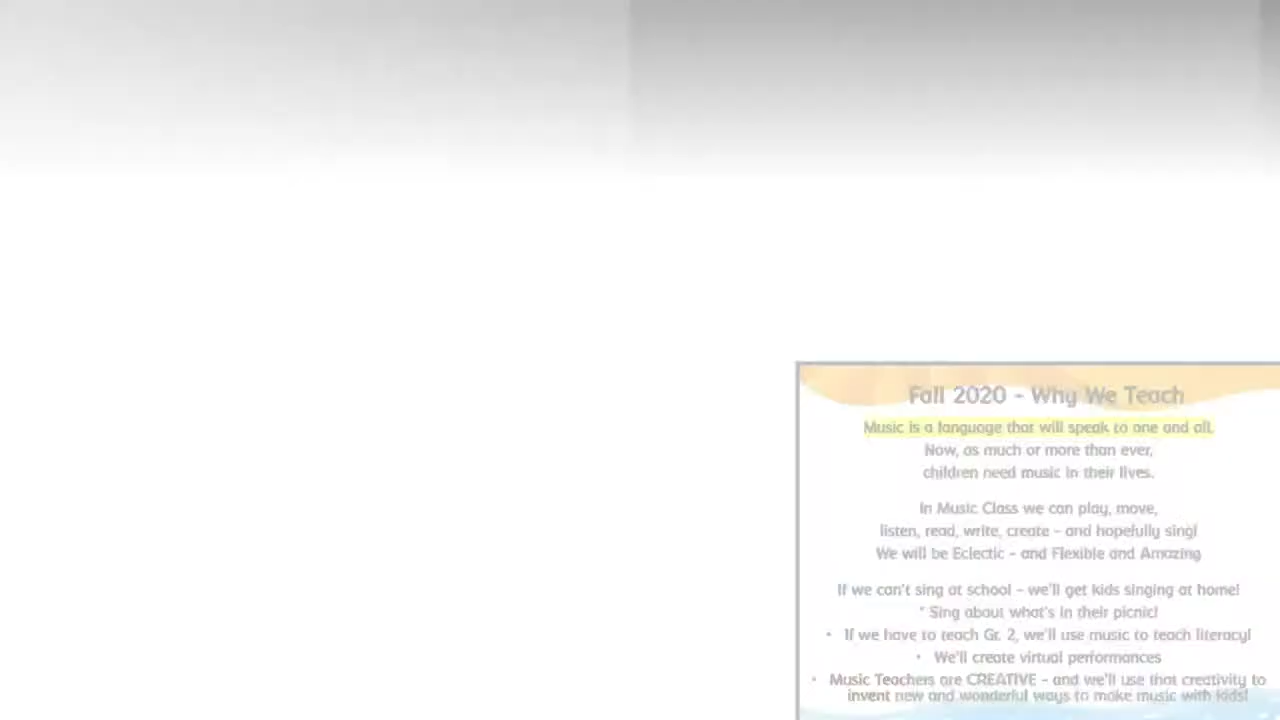 Fall 2020 - Why We Teach
Music is a language that will speak to one and all.
Now, as much or more than ever,
children need music in their lives.
In Music Class we can play, move,
listen, read, write, create - and hopefully sing!
We will be Eclectic - and Flexible and Amazing
If we can't sing at school - we'll get kids singing at home!
* Sing about what's in their picnic!
• If we have to teach Gr. 2, we'll use music to teach literacy!
• We'll create virtual performances
• Music Teachers are CREATIVE - and we'll use that creativity to
invent new and wonderful ways to make music with kids!